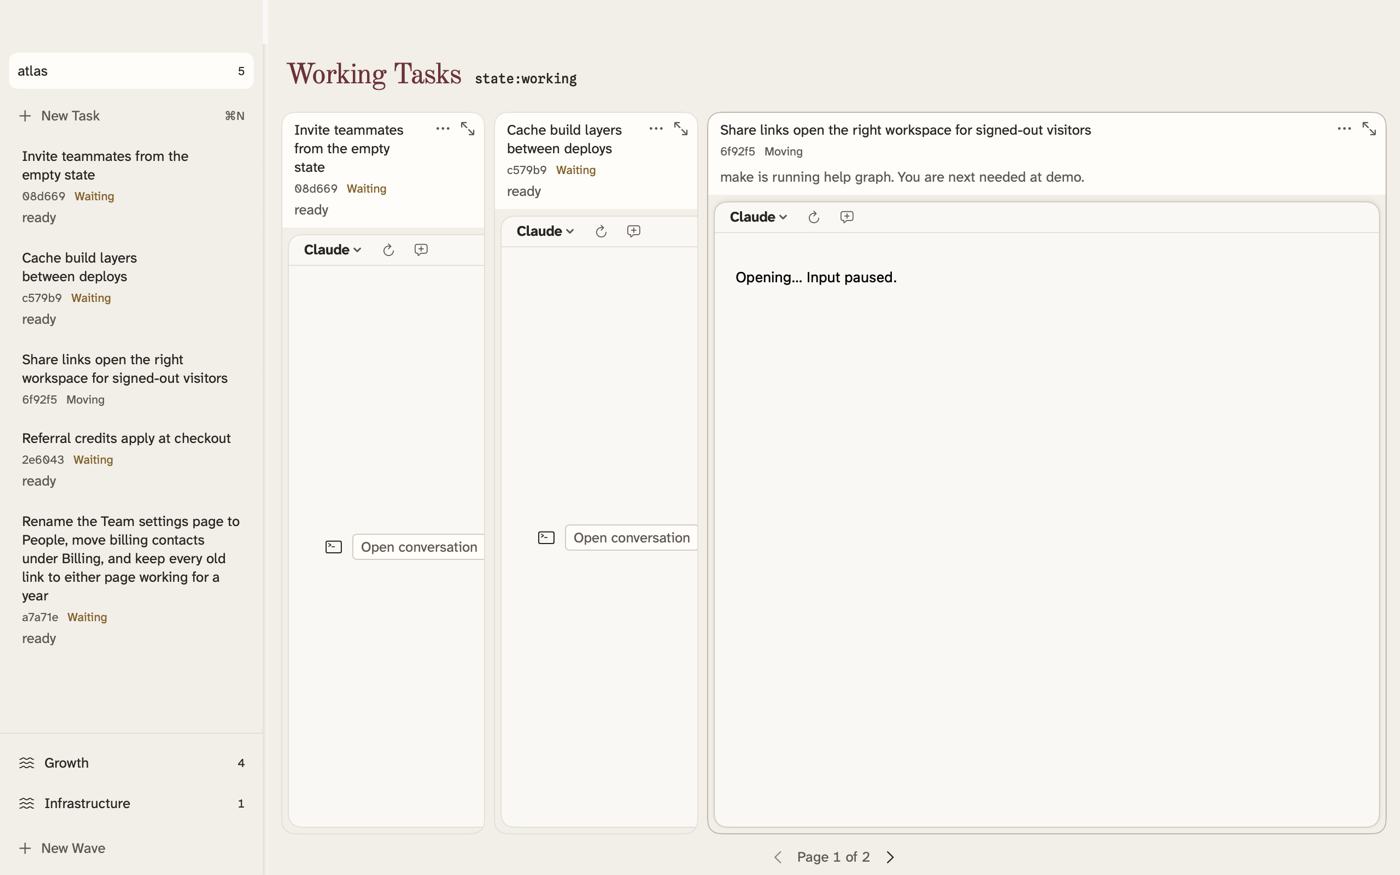 atlas 5
New Task ⌘N
Invite teammates from the
empty state
08d669 Waiting
ready
Cache build layers
between deploys
c579b9 Waiting
ready
Share links open the right
workspace for signed-out visitors
6f92f5 Moving
Referral credits apply at checkout
2e6043 Waiting
ready
Rename the Team settings page to
People, move billing contacts
under Billing, and keep every old
link to either page working for a
year
a7a71e Waiting
ready
Growth 4
Infrastructure 1
New Wave
Working Tasks state:working
Invite teammates
from the empty
state
08d669 Waiting
ready
Claude
Open conversation
Cache build layers
between deploys
c579b9 Waiting
ready
Claude
Open conversation
Share links open the right workspace for signed-out visitors
6f92f5 Moving
make is running help graph. You are next needed at demo.
Claude
Opening... Input paused.
Page 1 of 2